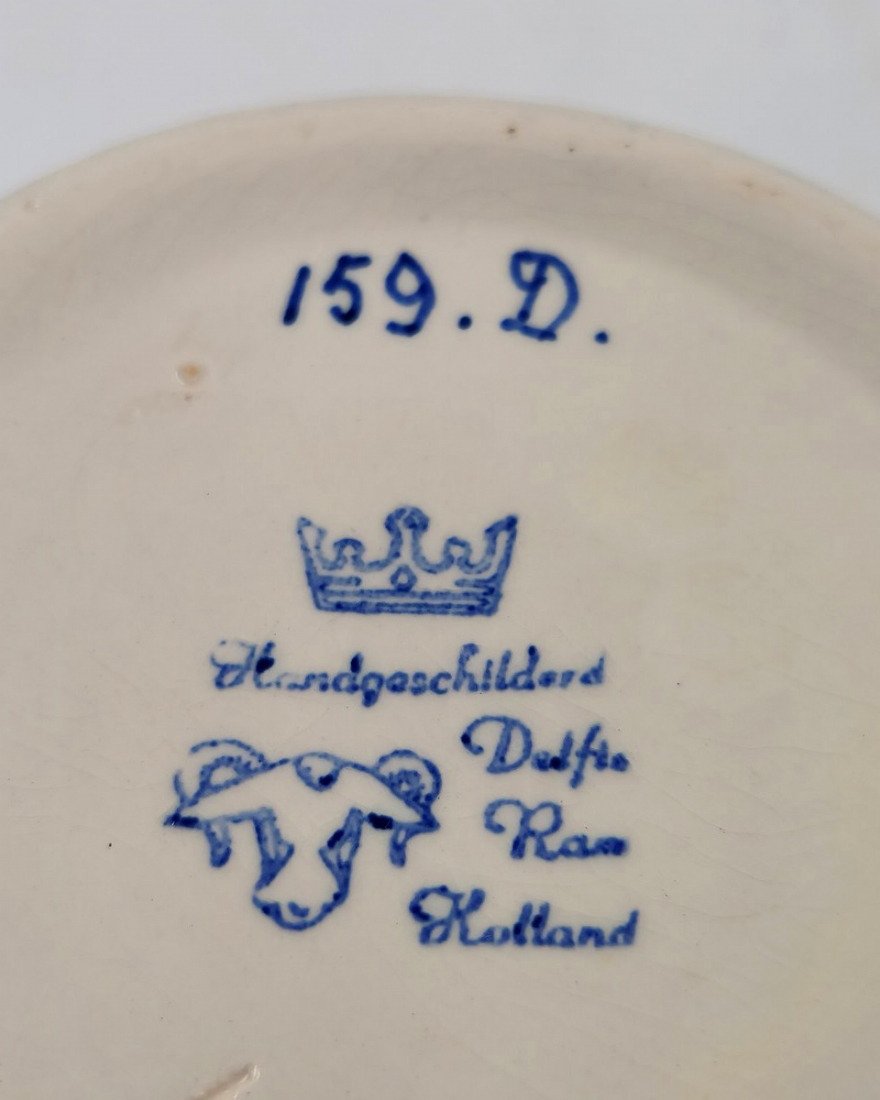 159. D.
Handgeschilderd
Delfts
Ram
Holland